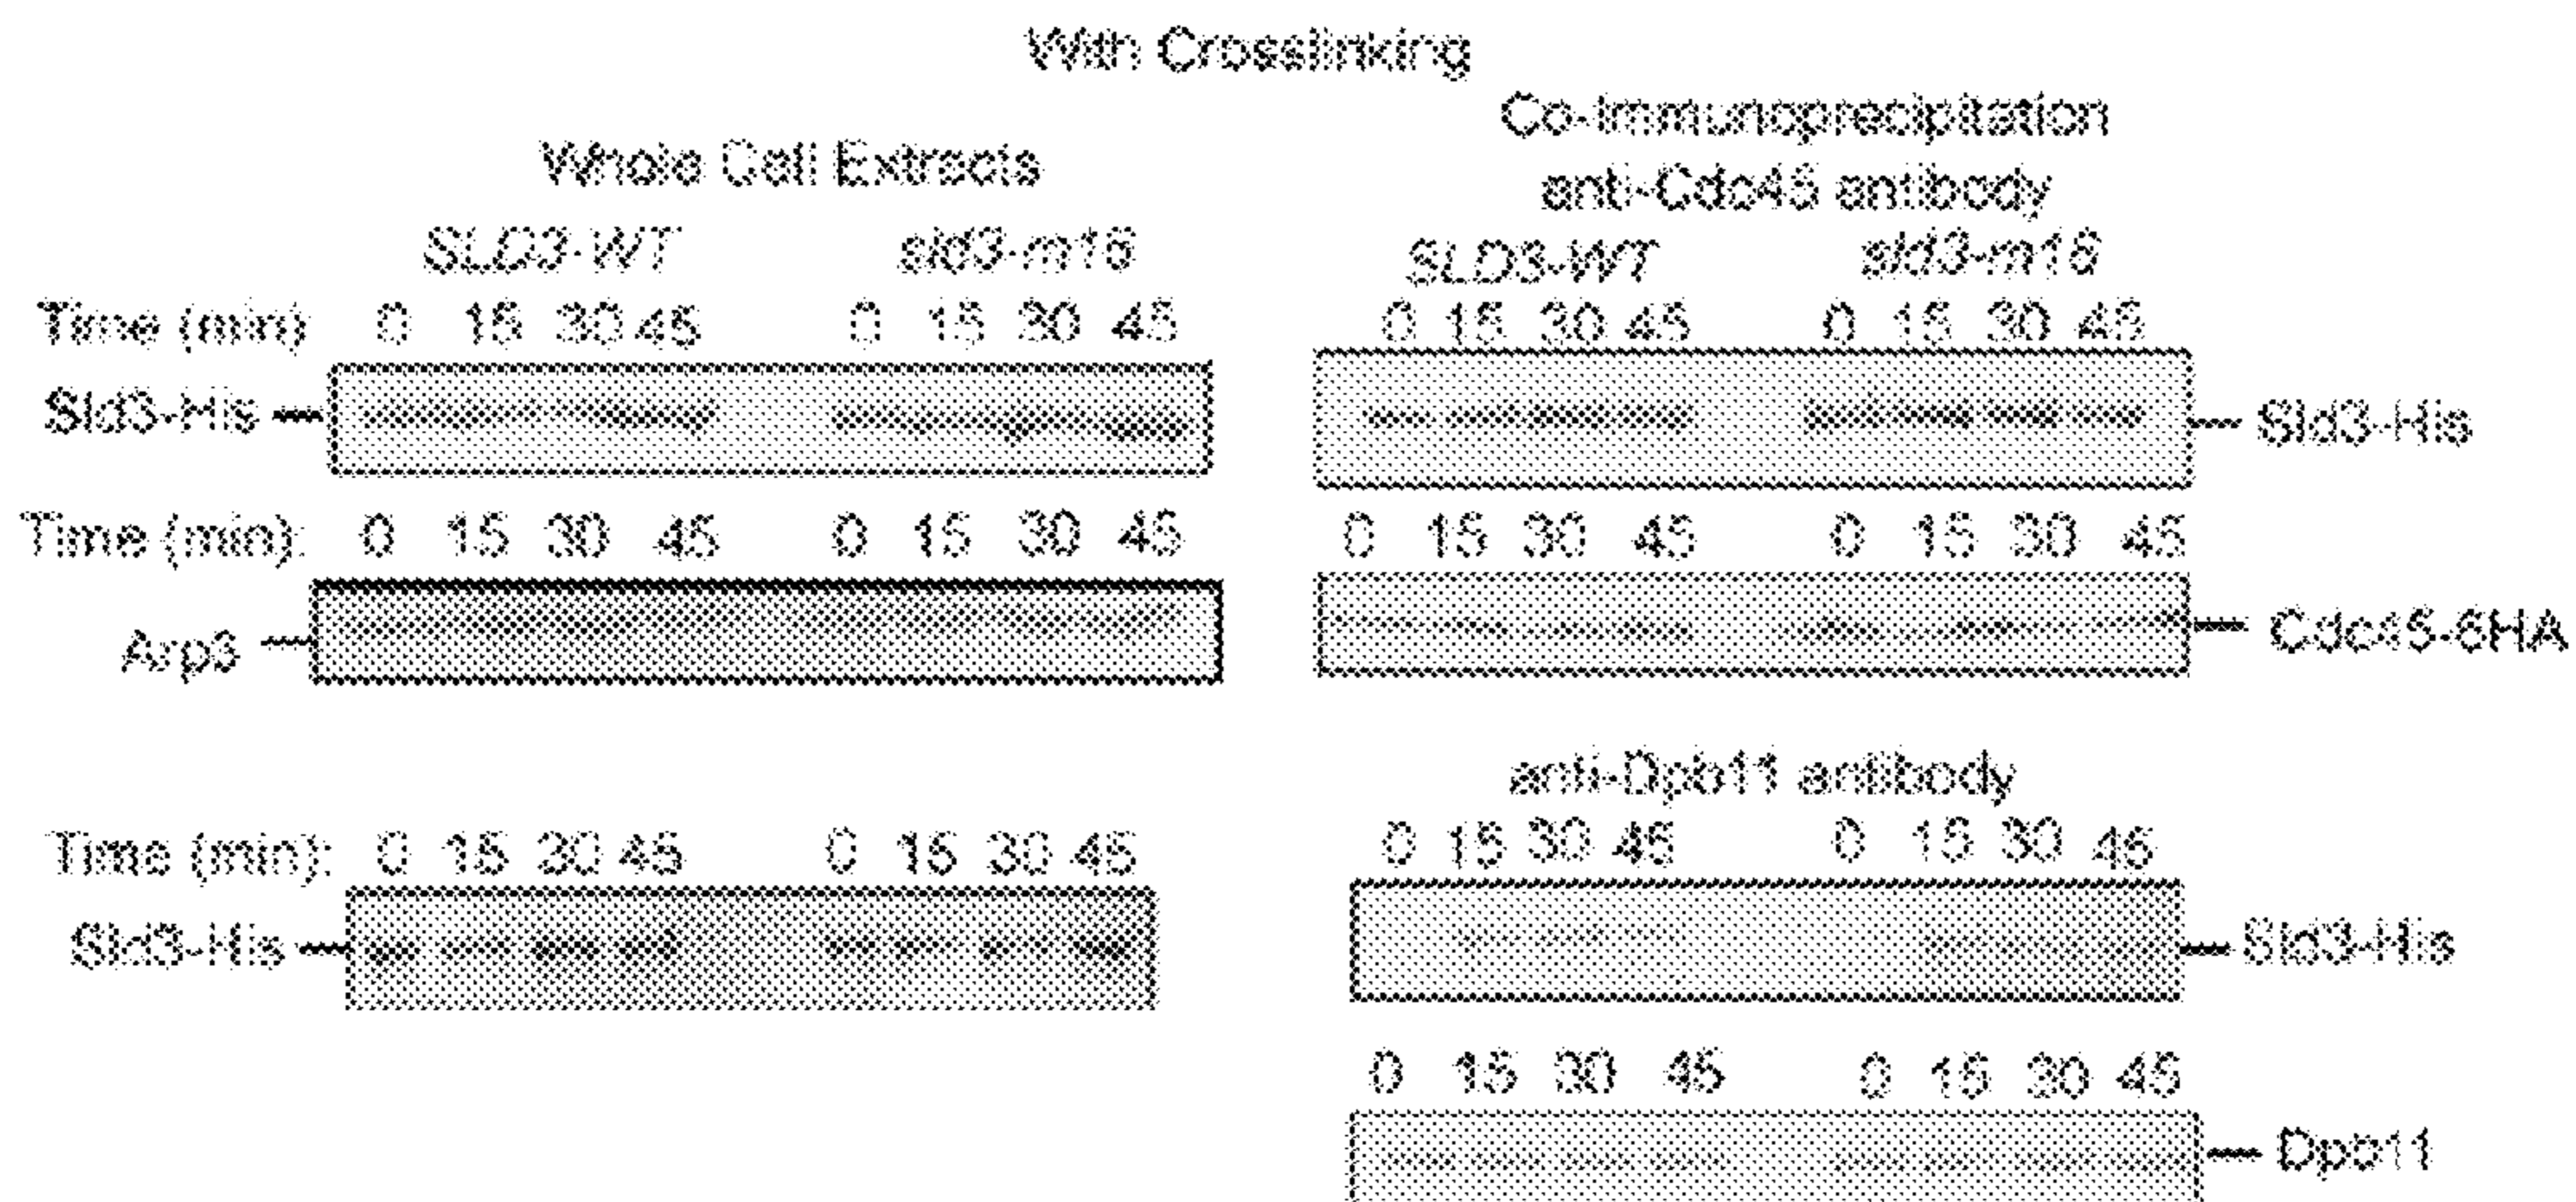 With Crosslinking
Whole Cell Extracts
SLD3-WT sld3-m16
Time (min) 0 15 30 45 0 15 30 45
Sld3-His
Time (min): 0 15 30 45 0 15 30 45
Arp3
Time (min): 0 15 30 45 0 15 30 45
Sld3-His
Co-immunoprecipitation
anti-Cdc45 antibody
SLD3-WT sld3-m16
0 15 30 45 0 15 30 45
Sld3-His
0 15 30 45 0 15 30 45
Cdc45-6HA
anti-Dpb11 antibody
0 15 30 45 0 15 30 45
Sld3-His
0 15 30 45 0 15 30 45
Dpb11